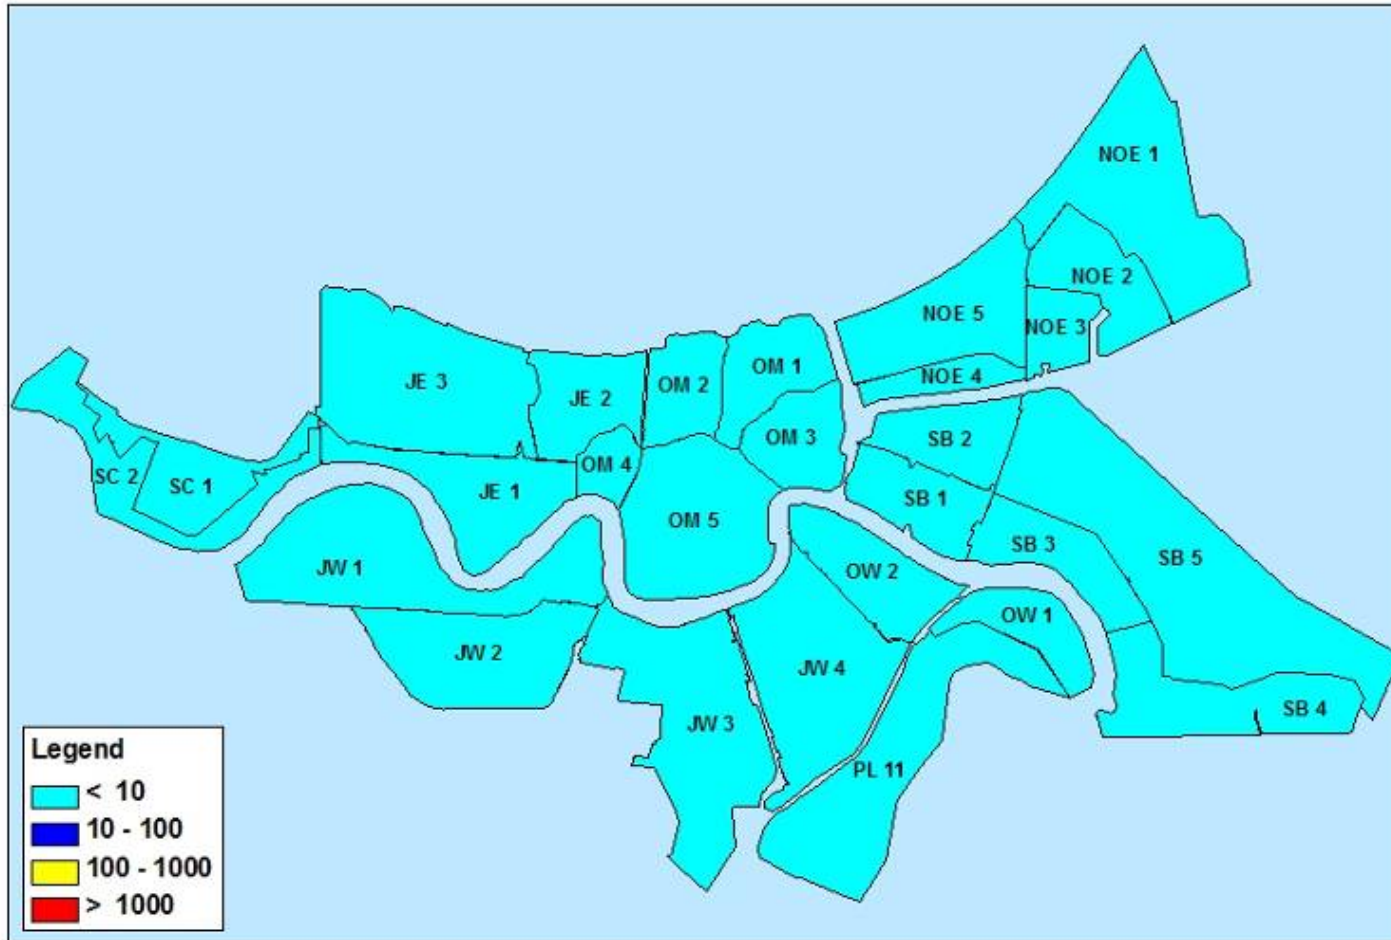 NOE 1
NOE 2
NOE 5
NOE 3
NOE 4
OM 1
OM 2
JE 3
JE 2
OM 3
SB 2
OM 4
SC 2
SC 1
JE 1
SB 1
OM 5
SB 3
SB 5
JW 1
OW 2
OW 1
JW 2
JW 4
SB 4
JW 3
PL 11
Legend
< 10
10 - 100
100 - 1000
> 1000